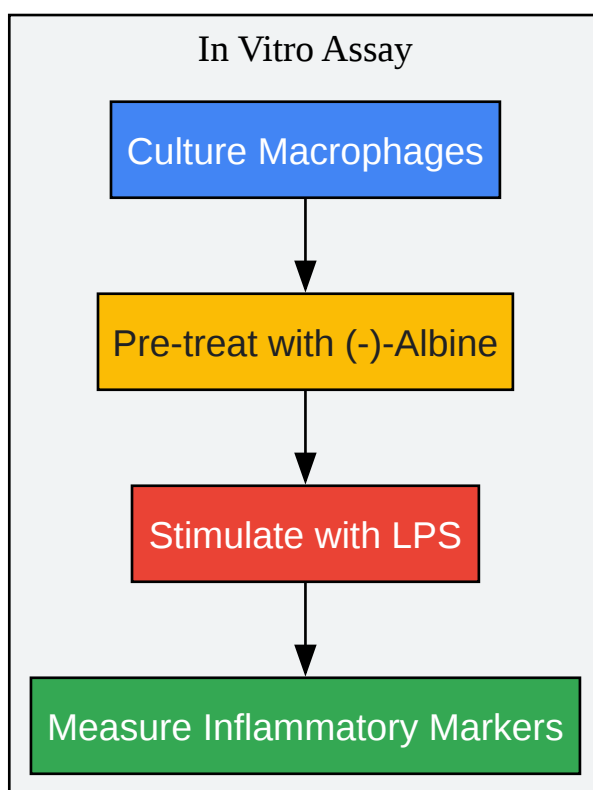 In Vitro Assay
Culture Macrophages
Pre-treat with (-)-Albine
Stimulate with LPS
Measure Inflammatory Markers